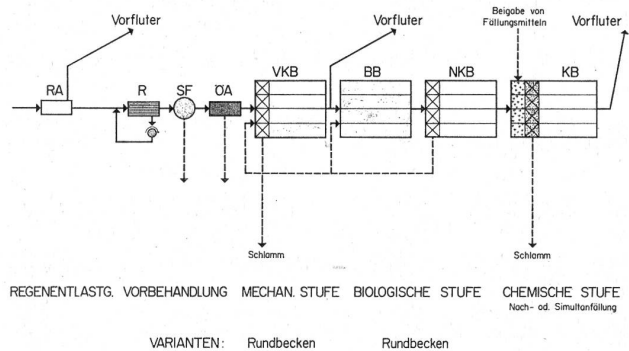 Beigabe von
Fällungsmitteln
Vorfluter
Vorfluter
Vorfluter
RA
R
SF
ÖA
VKB
BB
NKB
KB
Schlamm
Schlamm
REGENENTLASTG. VORBEHANDLUNG MECHAN. STUFE BIOLOGISCHE STUFE CHEMISCHE STUFE
Nach- od. Simultanfällung
VARIANTEN: Rundbecken Rundbecken